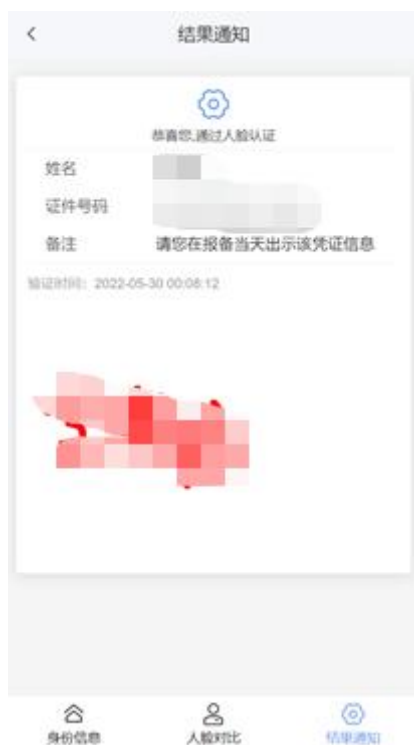 结果通知
恭喜您,通过人脸认证
姓名
证件号码
备注 请您在报备当天出示该凭证信息
验证时间: 2022-05-30 00:08:12
身份信息 人脸对比 结果通知